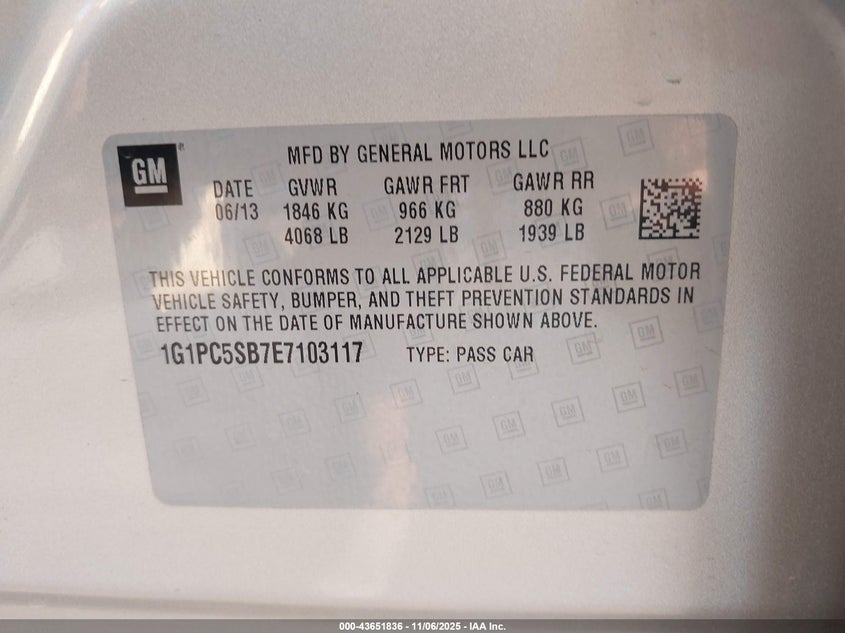 GM
MFD BY GENERAL MOTORS LLC
DATE GVWR GAWR FRT GAWR RR
06/13 1846 KG 966 KG 880 KG
4068 LB 2129 LB 1939 LB
THIS VEHICLE CONFORMS TO ALL APPLICABLE U.S. FEDERAL MOTOR
VEHICLE SAFETY, BUMPER, AND THEFT PREVENTION STANDARDS IN
EFFECT ON THE DATE OF MANUFACTURE SHOWN ABOVE.
1G1PC5SB7E7103117 TYPE: PASS CAR
000-43651836 - 11/06/2025 - IAA Inc.